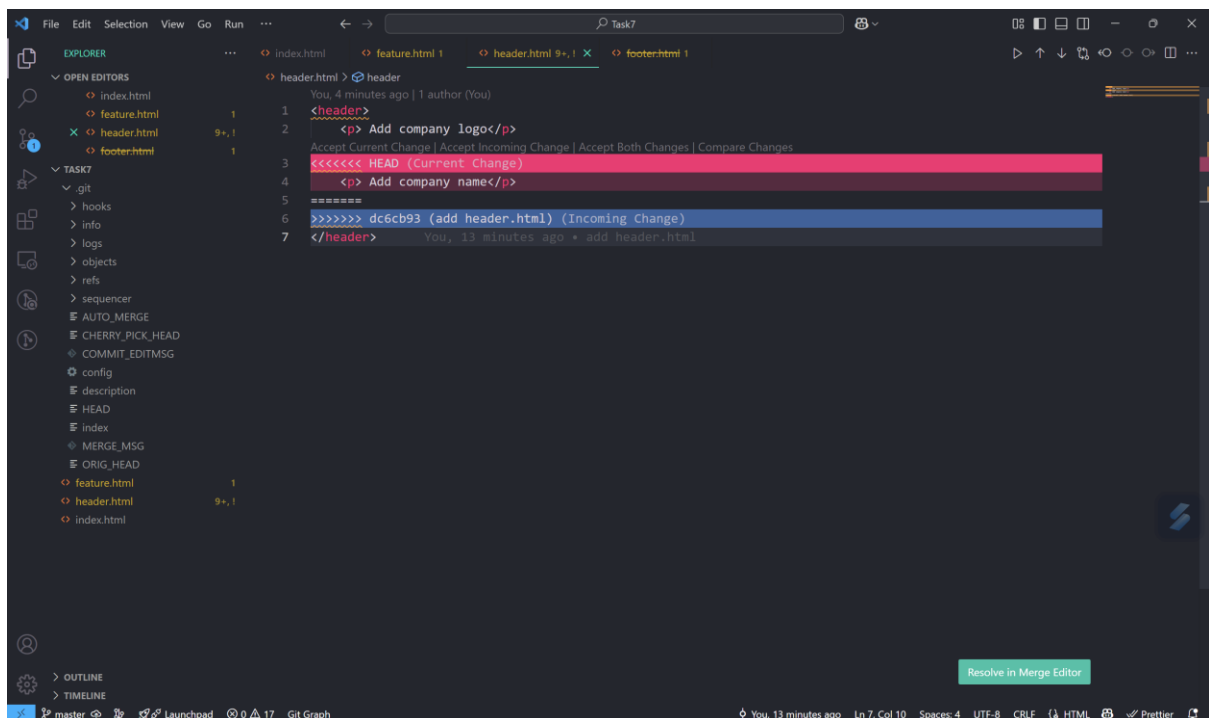 File Edit Selection View Go Run ··· Task7
EXPLORER ···
OPEN EDITORS
index.html
feature.html 1
header.html 9+, !
footer.html 1
TASK7
.git
hooks
info
logs
objects
refs
sequencer
AUTO_MERGE
CHERRY_PICK_HEAD
COMMIT_EDITMSG
config
description
HEAD
index
MERGE_MSG
ORIG_HEAD
feature.html 1
header.html 9+, !
index.html
OUTLINE
TIMELINE
1
index.html feature.html 1 header.html 9+, ! footer.html 1
header.html > header
You, 4 minutes ago | 1 author (You)
1 <header>
2 <p> Add company logo</p>
Accept Current Change | Accept Incoming Change | Accept Both Changes | Compare Changes
3 <<<<<<< HEAD (Current Change)
4 <p> Add company name</p>
5 =======
6 >>>>>>> dc6cb93 (add header.html) (Incoming Change)
7 </header> You, 13 minutes ago • add header.html
Resolve in Merge Editor
master Launchpad 0 17 Git Graph You, 13 minutes ago Ln 7, Col 10 Spaces: 4 UTF-8 CRLF HTML Prettier